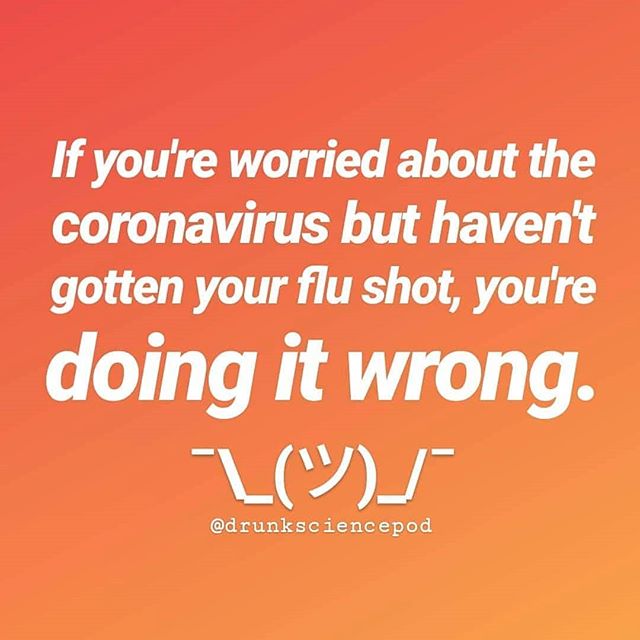 If you're worried about the
coronavirus but haven't
gotten your flu shot, you're
doing it wrong.
¯\_(ツ)_/¯
@drunksciencepod